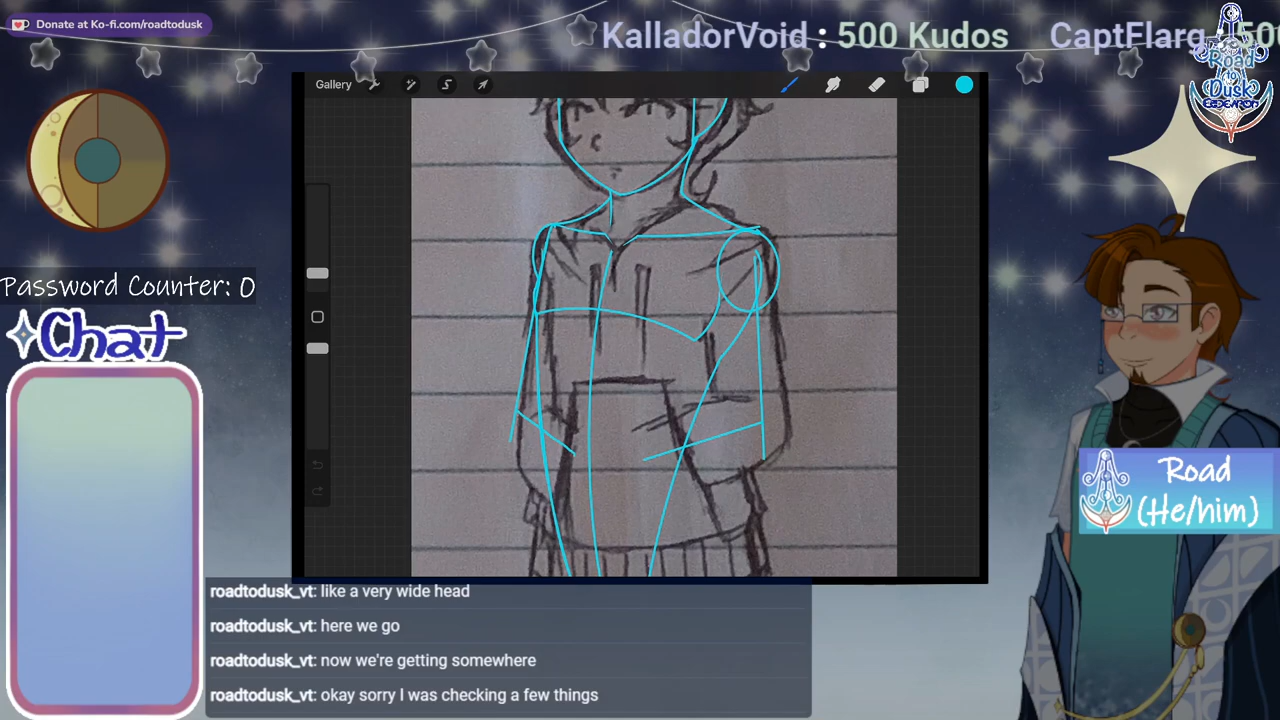 Donate at Ko-fi.com/roadtodusk
KalladorVoid : 500 Kudos
CaptFlarg : 500
Road
to
Dusk
Gallery
Password Counter: 0
Chat
Road
(He/him)
roadtodusk_vt: like a very wide head
roadtodusk_vt: here we go
roadtodusk_vt: now we're getting somewhere
roadtodusk_vt: okay sorry I was checking a few things